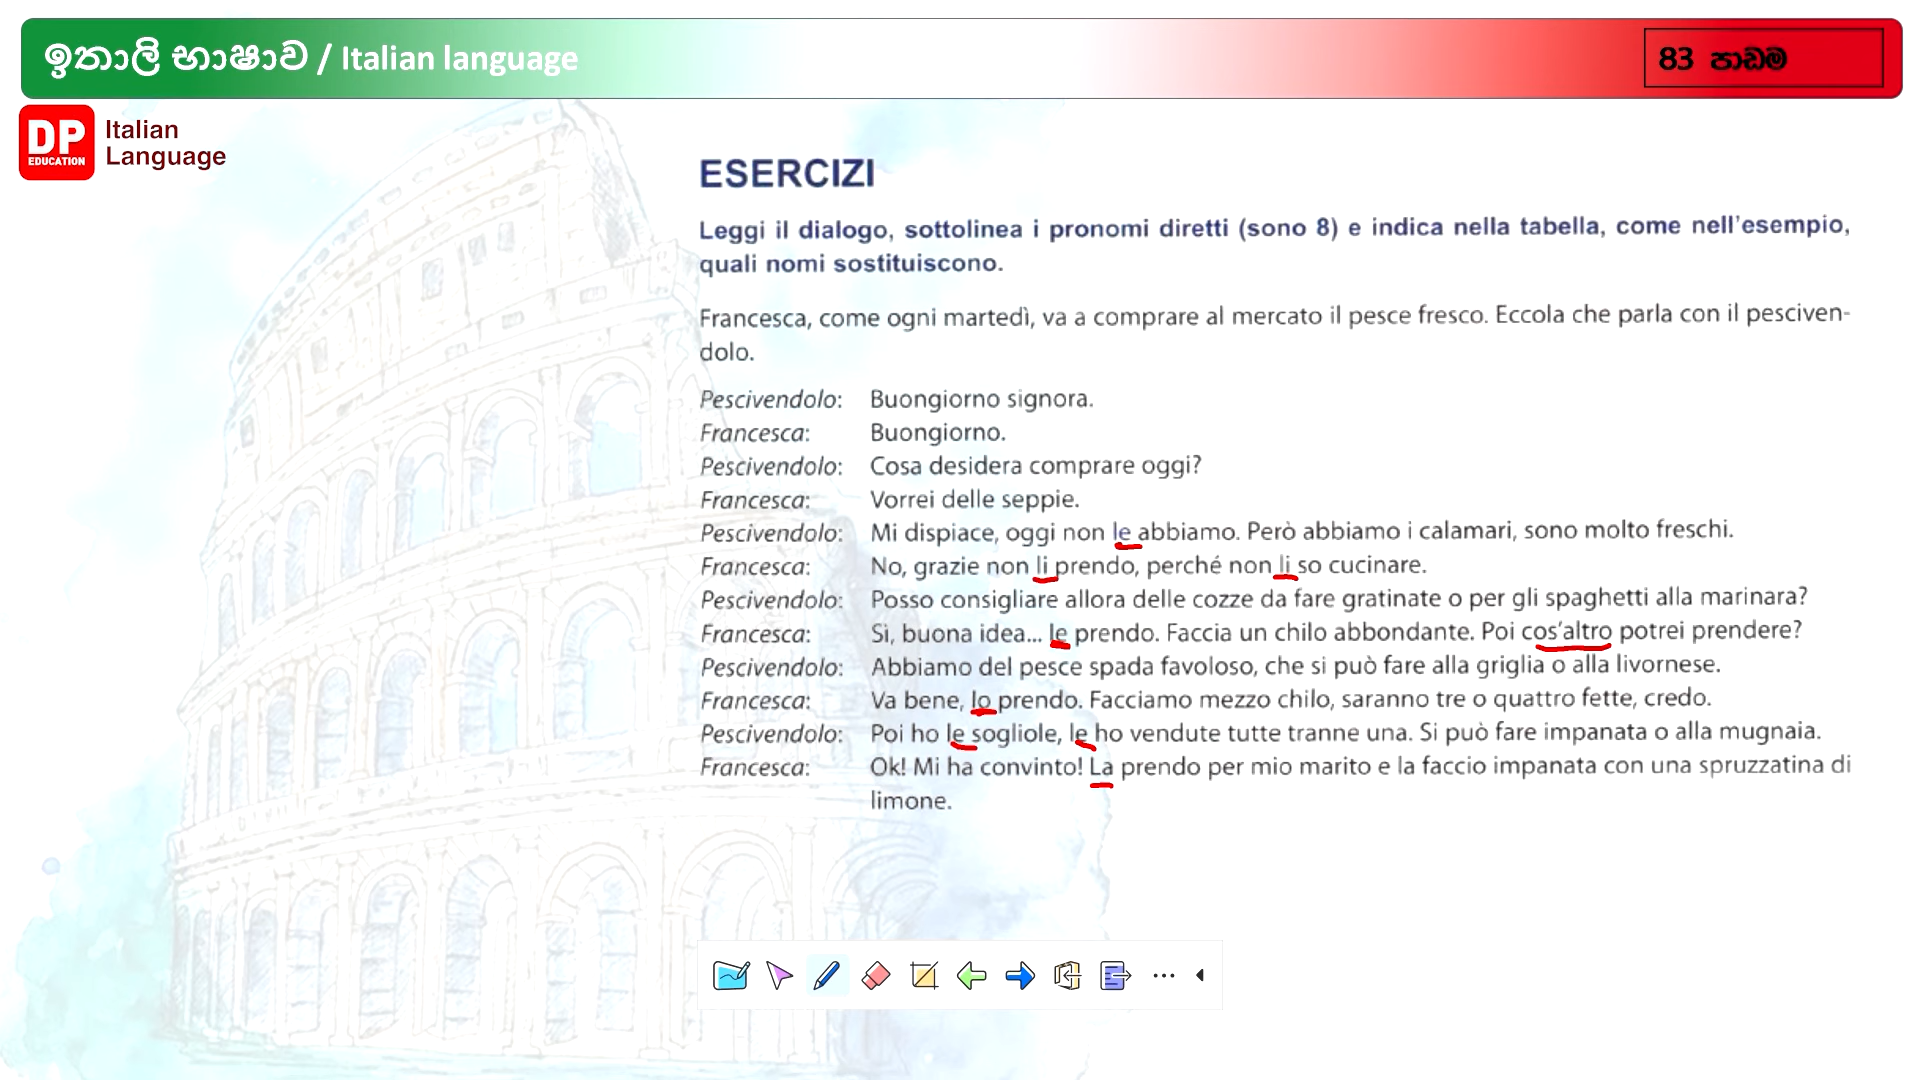 ඉතාලි භාෂාව / Italian language
83 පාඩම
DP
EDUCATION
Italian
Language
ESERCIZI
Leggi il dialogo, sottolinea i pronomi diretti (sono 8) e indica nella tabella, come nell'esempio,
quali nomi sostituiscono.
Francesca, come ogni martedì, va a comprare al mercato il pesce fresco. Eccola che parla con il pesciven-
dolo.
Pescivendolo: Buongiorno signora.
Francesca: Buongiorno.
Pescivendolo: Cosa desidera comprare oggi?
Francesca: Vorrei delle seppie.
Pescivendolo: Mi dispiace, oggi non le abbiamo. Però abbiamo i calamari, sono molto freschi.
Francesca: No, grazie non li prendo, perché non li so cucinare.
Pescivendolo: Posso consigliare allora delle cozze da fare gratinate o per gli spaghetti alla marinara?
Francesca: Sì, buona idea... le prendo. Faccia un chilo abbondante. Poi cos'altro potrei prendere?
Pescivendolo: Abbiamo del pesce spada favoloso, che si può fare alla griglia o alla livornese.
Francesca: Va bene, lo prendo. Facciamo mezzo chilo, saranno tre o quattro fette, credo.
Pescivendolo: Poi ho le sogliole, le ho vendute tutte tranne una. Si può fare impanata o alla mugnaia.
Francesca: Ok! Mi ha convinto! La prendo per mio marito e la faccio impanata con una spruzzatina di
limone.